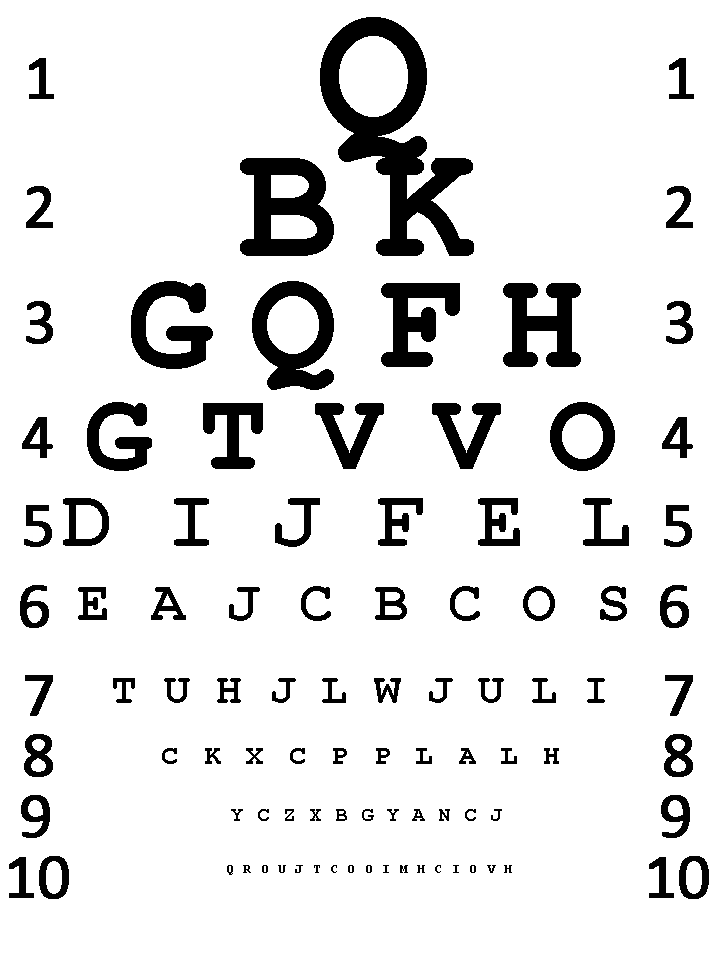 1 Q 1
2 B K 2
3 G Q F H 3
4 G T V V O 4
5 D I J F E L 5
6 E A J C B C O S 6
7 T U H J L W J U L I 7
8 C K X C P P L A L H 8
9 Y C Z X B G Y A N C J 9
10 Q R O U J T C O O I M H C I O V H 10